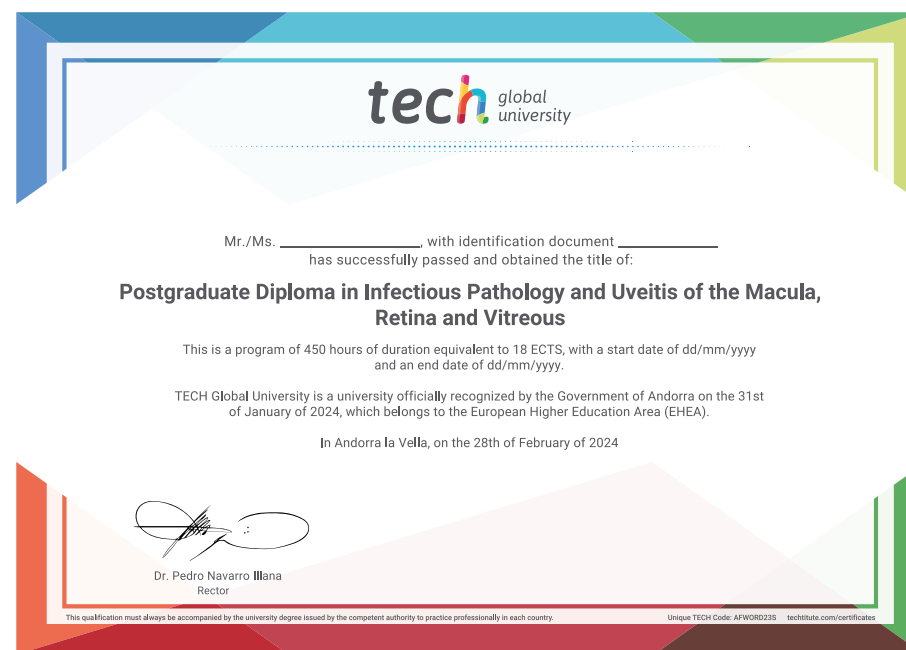 tech global
university
Mr./Ms. ____________________, with identification document ______________
has successfully passed and obtained the title of:
Postgraduate Diploma in Infectious Pathology and Uveitis of the Macula,
Retina and Vitreous
This is a program of 450 hours of duration equivalent to 18 ECTS, with a start date of dd/mm/yyyy
and an end date of dd/mm/yyyy.
TECH Global University is a university officially recognized by the Government of Andorra on the 31st
of January of 2024, which belongs to the European Higher Education Area (EHEA).
In Andorra la Vella, on the 28th of February of 2024
Dr. Pedro Navarro Illana
Rector
This qualification must always be accompanied by the university degree issued by the competent authority to practice professionally in each country.
Unique TECH Code: AFWORD23S techtitute.com/certificates